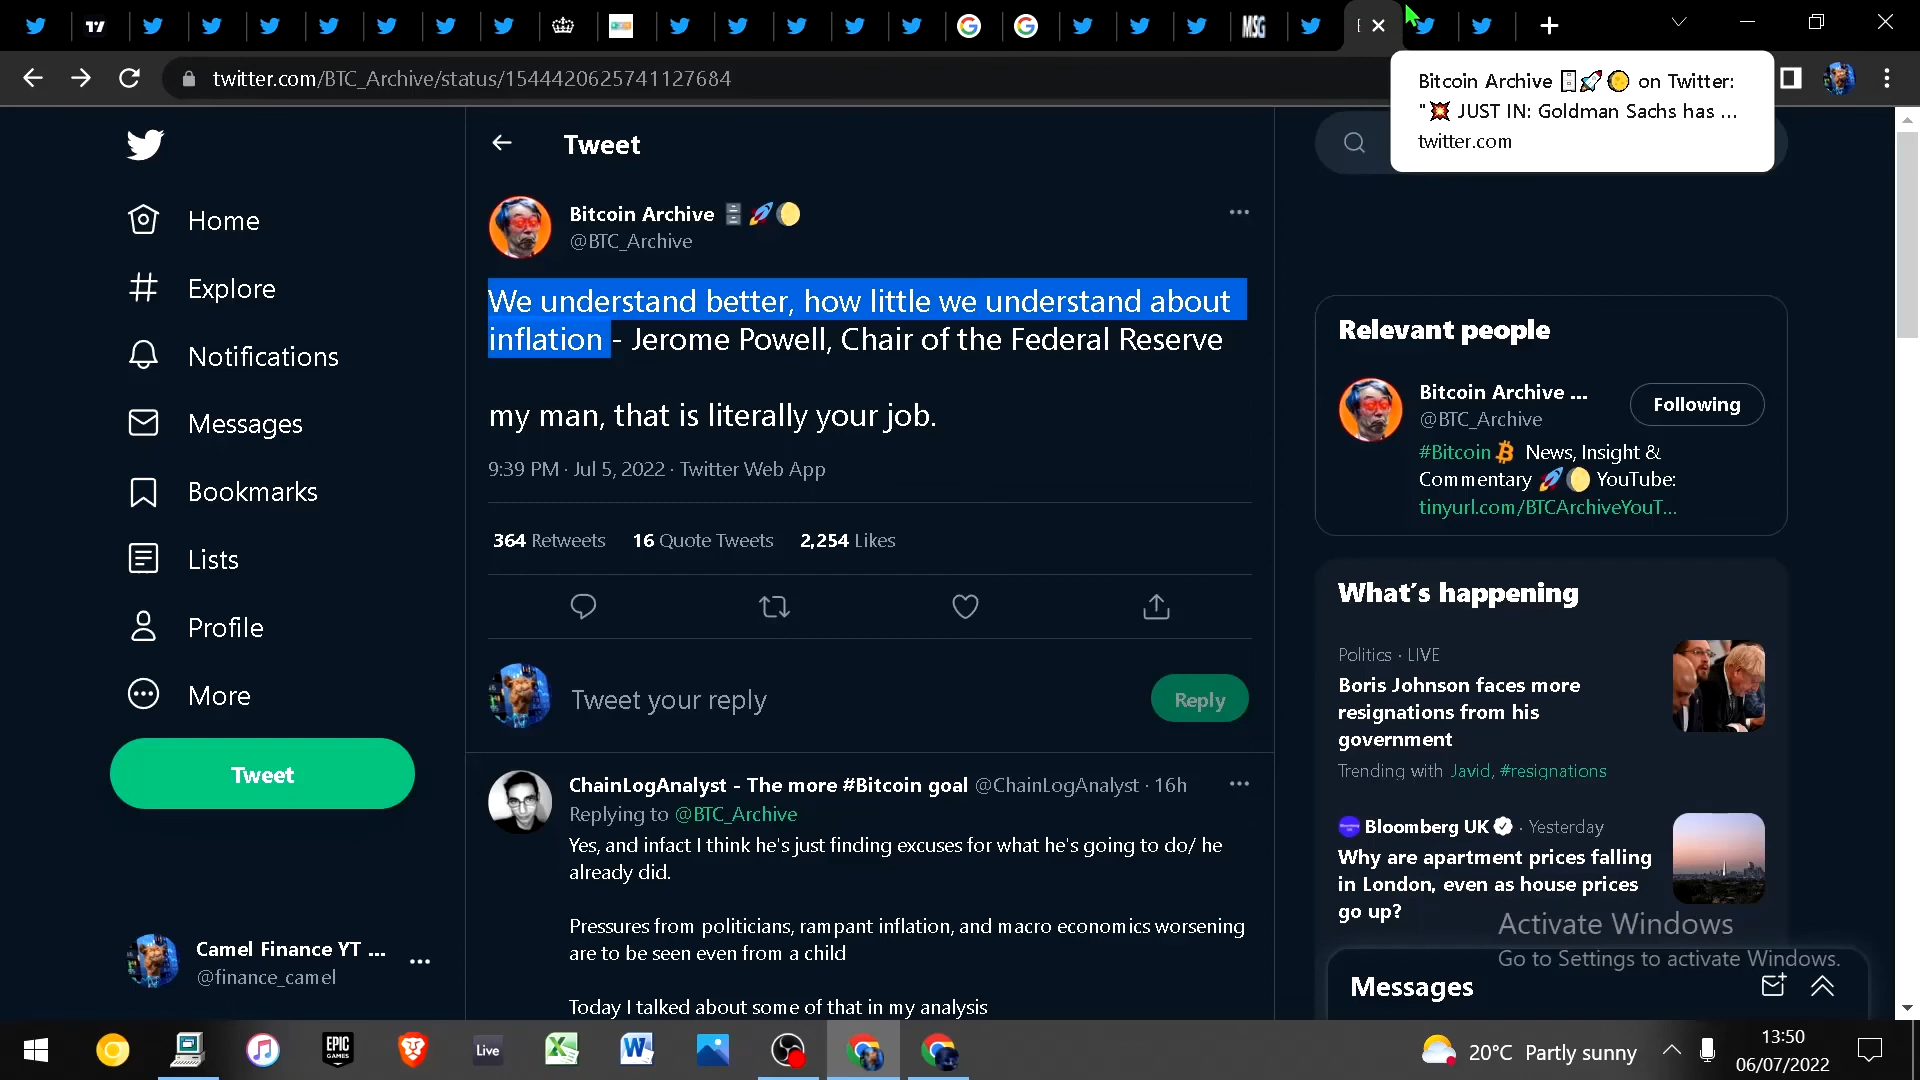 MSG
twitter.com/BTC_Archive/status/1544420625741127684
Bitcoin Archive 🗄🚀🌕 on Twitter:
"💥 JUST IN: Goldman Sachs has ...
twitter.com
Home
Explore
Notifications
Messages
Bookmarks
Lists
Profile
More
Tweet
Camel Finance YT ...
@finance_camel
Tweet
Bitcoin Archive 🗄🚀🌔
@BTC_Archive
We understand better, how little we understand about
inflation - Jerome Powell, Chair of the Federal Reserve
my man, that is literally your job.
9:39 PM · Jul 5, 2022 · Twitter Web App
364 Retweets 16 Quote Tweets 2,254 Likes
Tweet your reply
Reply
ChainLogAnalyst - The more #Bitcoin goal @ChainLogAnalyst · 16h
Replying to @BTC_Archive
Yes, and infact I think he's just finding excuses for what he's going to do/ he
already did.
Pressures from politicians, rampant inflation, and macro economics worsening
are to be seen even from a child
Today I talked about some of that in my analysis
Relevant people
Bitcoin Archive ...
@BTC_Archive
Following
#Bitcoin News, Insight &
Commentary 🚀🌔 YouTube:
tinyurl.com/BTCArchiveYouT...
What's happening
Politics · LIVE
Boris Johnson faces more
resignations from his
government
Trending with Javid, #resignations
Bloomberg UK · Yesterday
Why are apartment prices falling
in London, even as house prices
go up?
Activate Windows
Go to Settings to activate Windows.
Messages
EPIC
GAMES
Live
20°C Partly sunny
13:50
06/07/2022